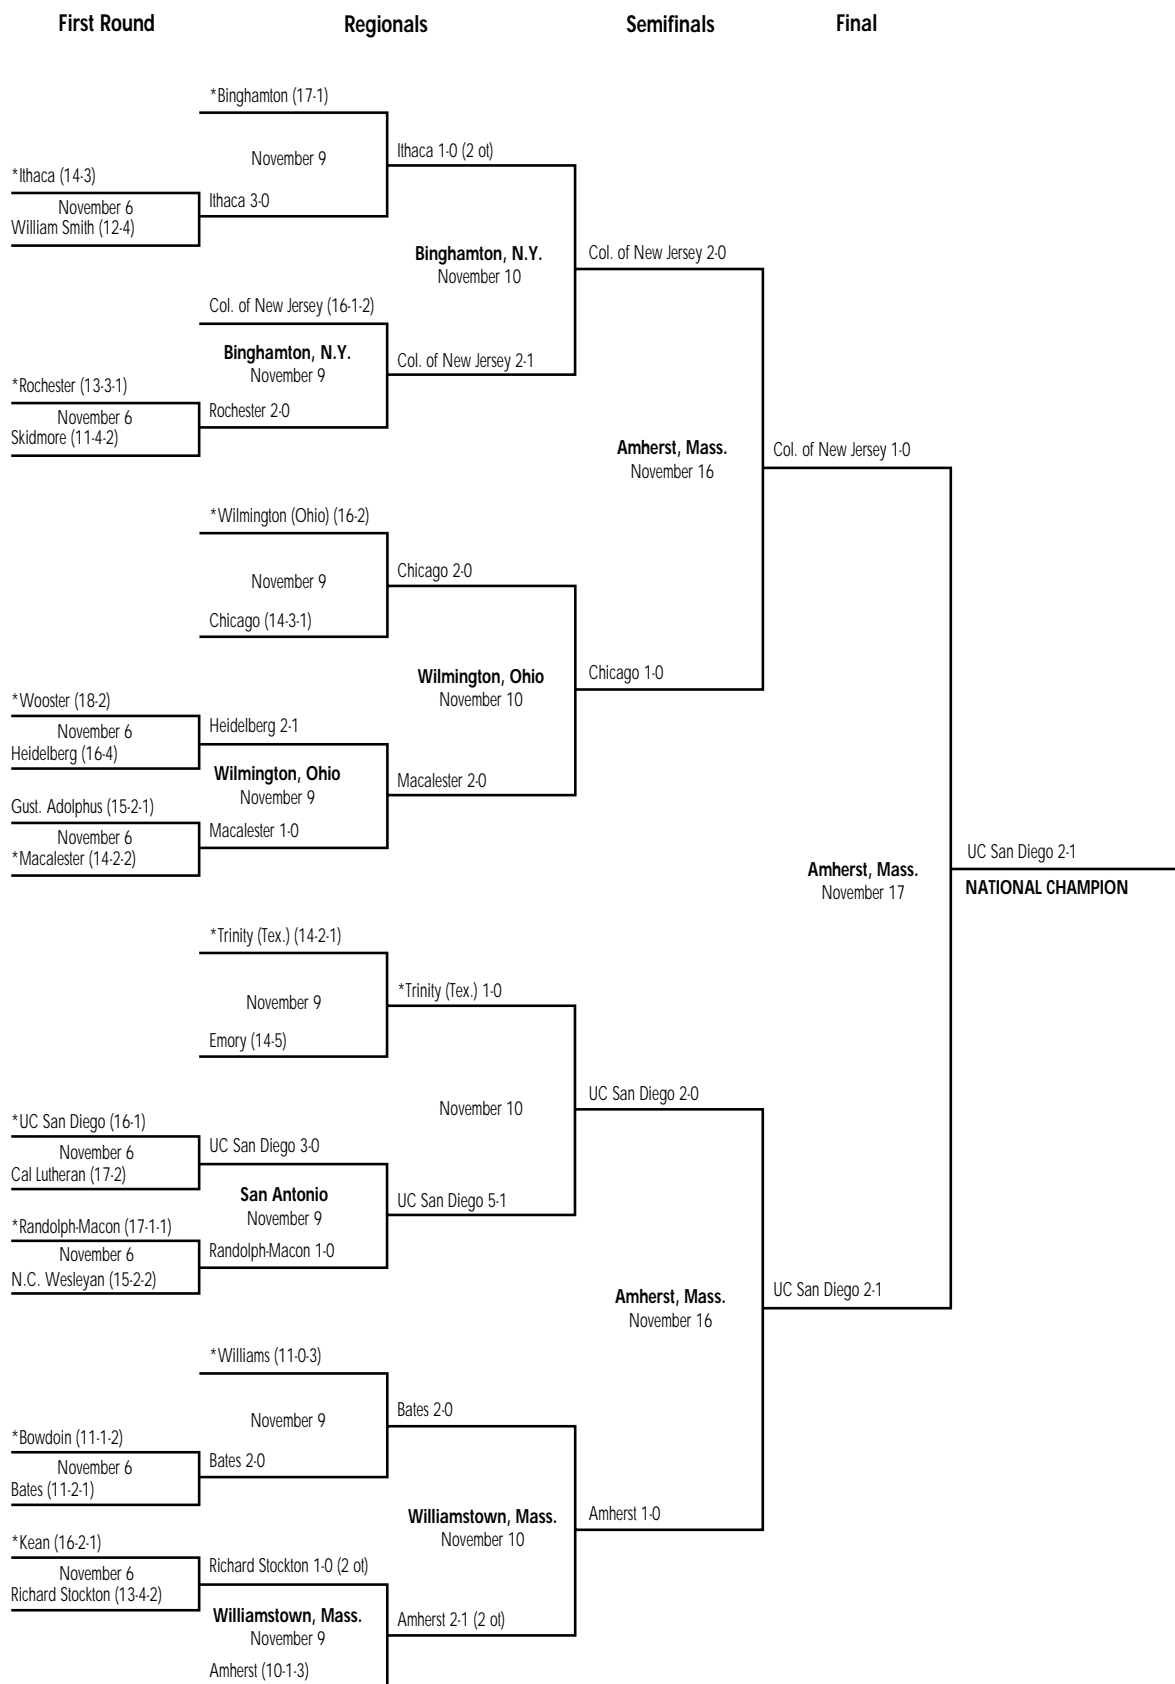 First Round
Regionals
Semifinals
Final
*Binghamton (17-1)
November 9
Ithaca 1-0 (2 ot)
*Ithaca (14-3)
November 6
William Smith (12-4)
Ithaca 3-0
Binghamton, N.Y.
November 10
Col. of New Jersey 2-0
Col. of New Jersey (16-1-2)
Binghamton, N.Y.
November 9
Col. of New Jersey 2-1
*Rochester (13-3-1)
November 6
Skidmore (11-4-2)
Rochester 2-0
Amherst, Mass.
November 16
Col. of New Jersey 1-0
*Wilmington (Ohio) (16-2)
November 9
Chicago 2-0
Chicago (14-3-1)
Wilmington, Ohio
November 10
Chicago 1-0
*Wooster (18-2)
November 6
Heidelberg (16-4)
Heidelberg 2-1
Wilmington, Ohio
November 9
Macalester 2-0
Gust. Adolphus (15-2-1)
November 6
*Macalester (14-2-2)
Macalester 1-0
Amherst, Mass.
November 17
UC San Diego 2-1
NATIONAL CHAMPION
*Trinity (Tex.) (14-2-1)
November 9
*Trinity (Tex.) 1-0
Emory (14-5)
November 10
UC San Diego 2-0
*UC San Diego (16-1)
November 6
Cal Lutheran (17-2)
UC San Diego 3-0
San Antonio
November 9
UC San Diego 5-1
*Randolph-Macon (17-1-1)
November 6
N.C. Wesleyan (15-2-2)
Randolph-Macon 1-0
Amherst, Mass.
November 16
UC San Diego 2-1
*Williams (11-0-3)
November 9
Bates 2-0
*Bowdoin (11-1-2)
November 6
Bates (11-2-1)
Bates 2-0
Williamstown, Mass.
November 10
Amherst 1-0
*Kean (16-2-1)
November 6
Richard Stockton (13-4-2)
Richard Stockton 1-0 (2 ot)
Williamstown, Mass.
November 9
Amherst 2-1 (2 ot)
Amherst (10-1-3)